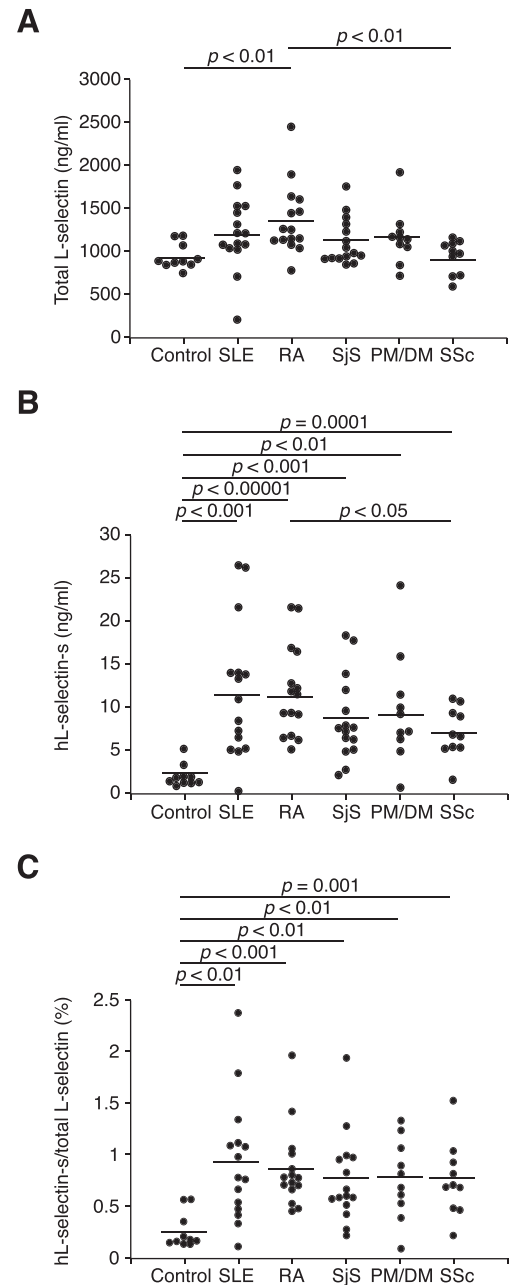 A
p < 0.01
p < 0.01
Total L-selectin (ng/ml)
3000
2500
2000
1500
1000
500
0
Control SLE RA SjS PM/DM SSc
B
p = 0.0001
p < 0.01
p < 0.001
p < 0.00001
p < 0.001 p < 0.05
hL-selectin-s (ng/ml)
30
25
20
15
10
5
0
Control SLE RA SjS PM/DM SSc
C
p = 0.001
p < 0.01
p < 0.01
p < 0.001
p < 0.01
hL-selectin-s/total L-selectin (%)
2.5
2
1.5
1
0.5
0
Control SLE RA SjS PM/DM SSc